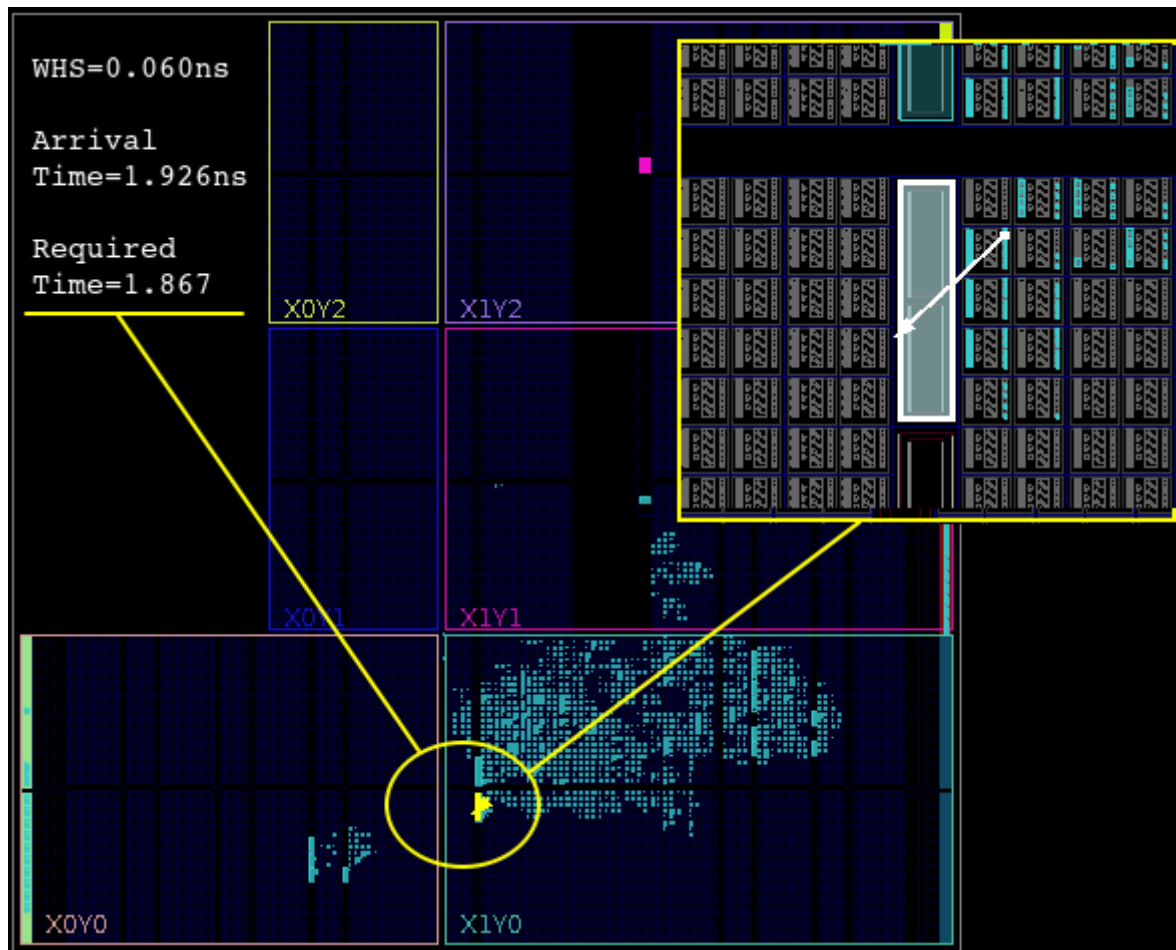 WHS=0.060ns
Arrival
Time=1.926ns
Required
Time=1.867
X0Y2
X1Y2
X0Y1
X1Y1
X0Y0
X1Y0